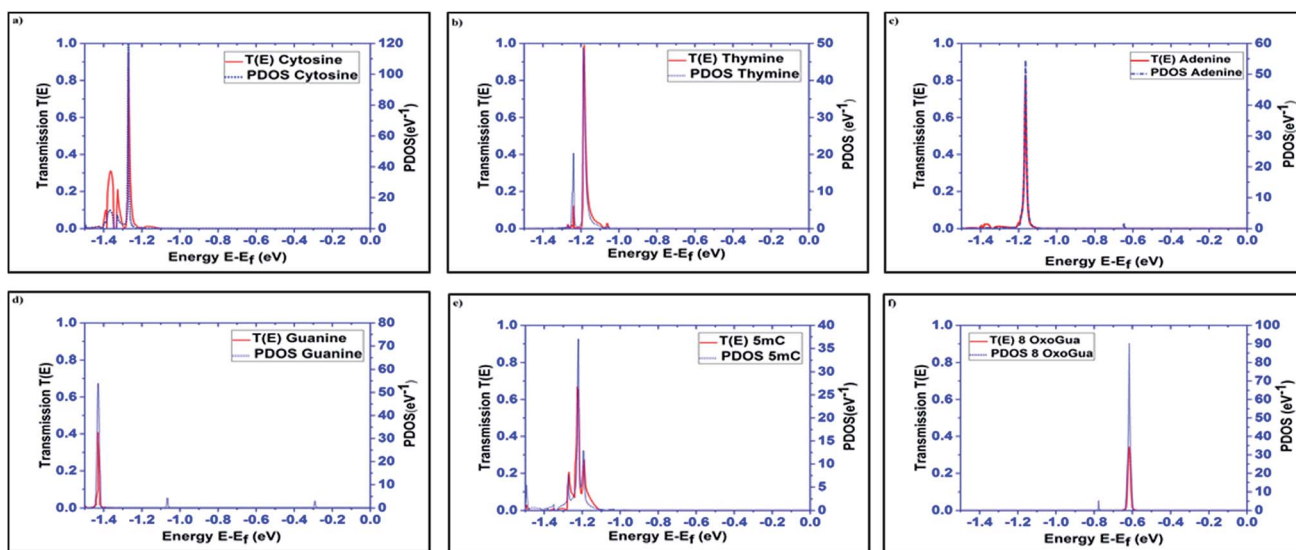 a)
Transmission T(E)
1.0
0.8
0.6
0.4
0.2
0.0
T(E) Cytosine
PDOS Cytosine
120
100
80
60
40
20
0
PDOS(eV⁻¹)
-1.4 -1.2 -1.0 -0.8 -0.6 -0.4 -0.2 0.0
Energy E-Ef (eV)
b)
Transmission T(E)
1.0
0.8
0.6
0.4
0.2
0.0
T(E) Thymine
PDOS Thymine
50
40
30
20
10
0
PDOS (eV⁻¹)
-1.4 -1.2 -1.0 -0.8 -0.6 -0.4 -0.2 0.0
Energy E-Ef (eV)
c)
Transmission T(E)
1.0
0.8
0.6
0.4
0.2
0.0
T(E) Adenine
PDOS Adenine
60
50
40
30
20
10
0
PDOS(eV⁻¹)
-1.4 -1.2 -1.0 -0.8 -0.6 -0.4 -0.2 0.0
Energy E-Ef (eV)
d)
Transmission T(E)
1.0
0.8
0.6
0.4
0.2
0.0
T(E) Guanine
PDOS Guanine
80
70
60
50
40
30
20
10
0
PDOS(eV⁻¹)
-1.4 -1.2 -1.0 -0.8 -0.6 -0.4 -0.2 0.0
Energy E-Ef (eV)
e)
Transmission T(E)
1.0
0.8
0.6
0.4
0.2
0.0
T(E) 5mC
PDOS 5mC
40
35
30
25
20
15
10
5
0
PDOS(eV⁻¹)
-1.4 -1.2 -1.0 -0.8 -0.6 -0.4 -0.2 0.0
Energy E-Ef (eV)
f)
Transmission T(E)
1.0
0.8
0.6
0.4
0.2
0.0
T(E) 8 OxoGua
PDOS 8 OxoGua
100
90
80
70
60
50
40
30
20
10
0
PDOS (eV⁻¹)
-1.4 -1.2 -1.0 -0.8 -0.6 -0.4 -0.2 0.0
Energy E-Ef (eV)